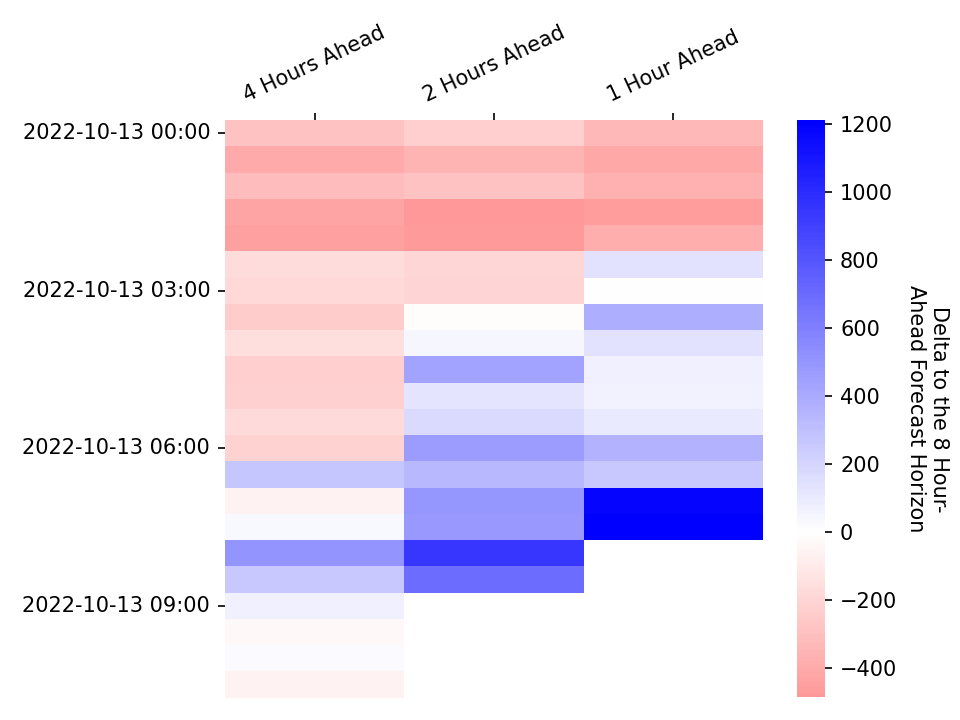 4 Hours Ahead
2 Hours Ahead
1 Hour Ahead
2022-10-13 00:00
2022-10-13 03:00
2022-10-13 06:00
2022-10-13 09:00
1200
1000
800
600
400
200
0
−200
−400
Delta to the 8 Hour-
Ahead Forecast Horizon